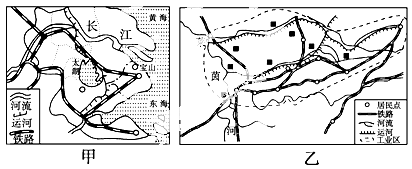 黄海
长
江
太湖
宝山
东海
河流
运河
铁路
甲
黄
河
居民点
铁路
河流
运河
工业区
乙